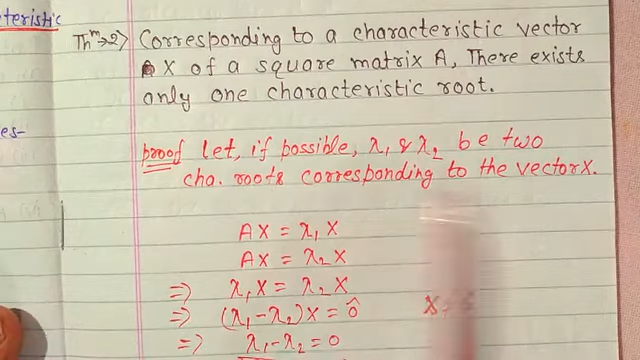 teristic
Thm→2⟩ Corresponding to a characteristic vector
X of a square matrix A, There exists
only one characteristic root.
es-
proof Let, if possible, λ₁ & λ₂ be two
cha. roots corresponding to the vector X.
AX = λ₁X
AX = λ₂X
⇒ λ₁X = λ₂X
⇒ (λ₁-λ₂)X = ô
⇒ λ₁-λ₂ = 0